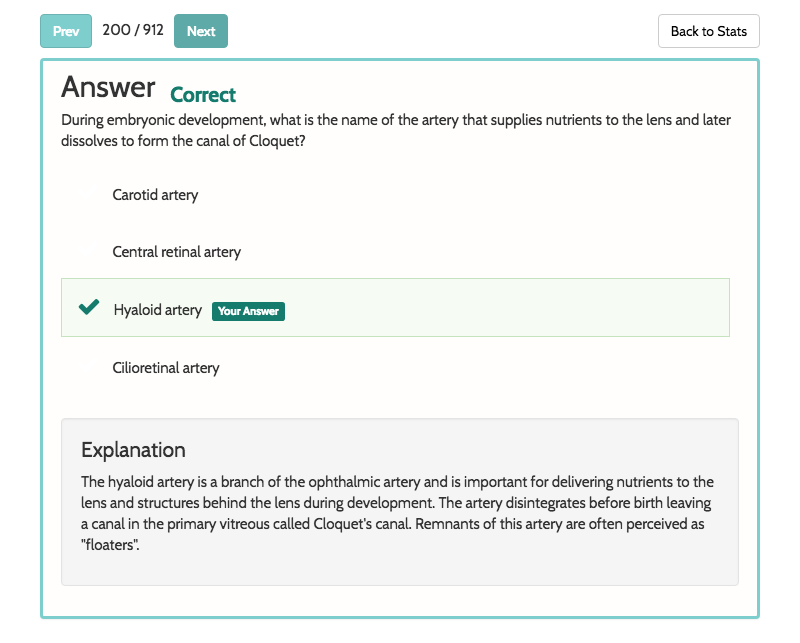 Prev 200 / 912 Next Back to Stats
Answer Correct
During embryonic development, what is the name of the artery that supplies nutrients to the lens and later
dissolves to form the canal of Cloquet?
Carotid artery
Central retinal artery
Hyaloid artery Your Answer
Cilioretinal artery
Explanation
The hyaloid artery is a branch of the ophthalmic artery and is important for delivering nutrients to the
lens and structures behind the lens during development. The artery disintegrates before birth leaving
a canal in the primary vitreous called Cloquet's canal. Remnants of this artery are often perceived as
"floaters".